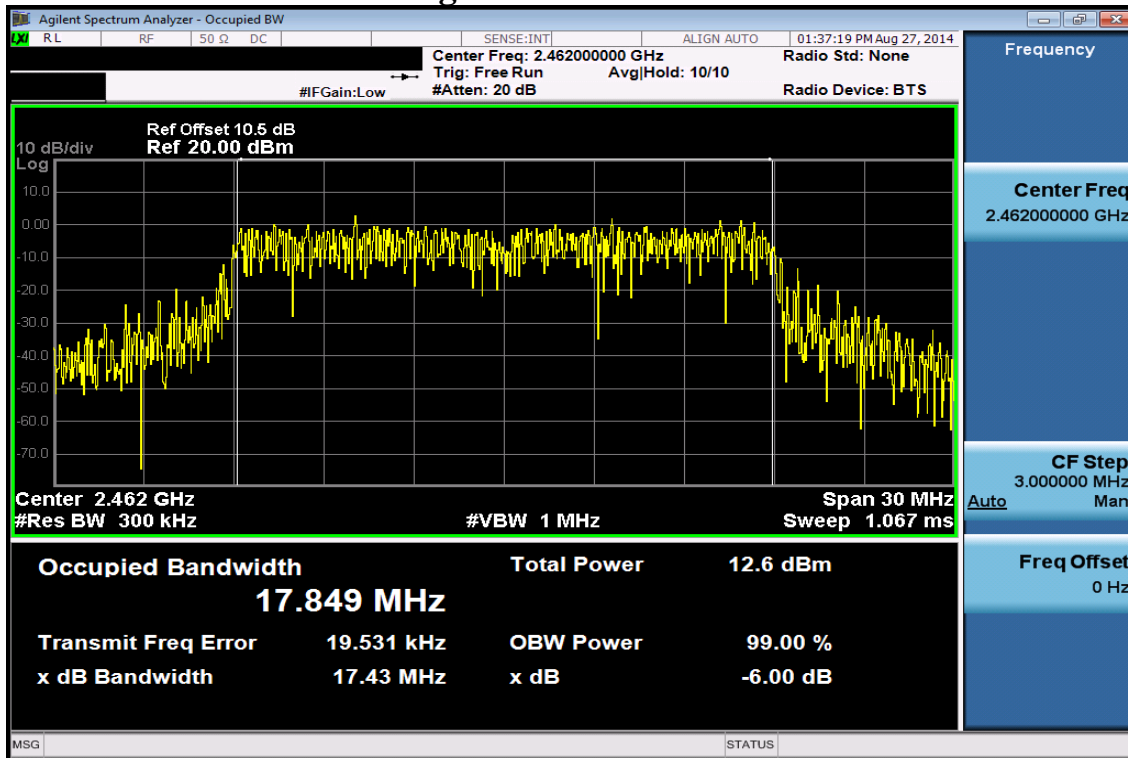 Agilent Spectrum Analyzer - Occupied BW
LXI RL RF 50 Ω DC SENSE:INT ALIGN AUTO 01:37:19 PM Aug 27, 2014
Center Freq: 2.462000000 GHz Radio Std: None
Trig: Free Run Avg|Hold: 10/10
#IFGain:Low #Atten: 20 dB Radio Device: BTS
Ref Offset 10.5 dB
10 dB/div Ref 20.00 dBm
Log
10.0
0.00
-10.0
-20.0
-30.0
-40.0
-50.0
-60.0
-70.0
Center 2.462 GHz Span 30 MHz
#Res BW 300 kHz #VBW 1 MHz Sweep 1.067 ms
Occupied Bandwidth Total Power 12.6 dBm
17.849 MHz
Transmit Freq Error 19.531 kHz OBW Power 99.00 %
x dB Bandwidth 17.43 MHz x dB -6.00 dB
MSG STATUS
Frequency
Center Freq
2.462000000 GHz
CF Step
3.000000 MHz
Auto Man
Freq Offset
0 Hz